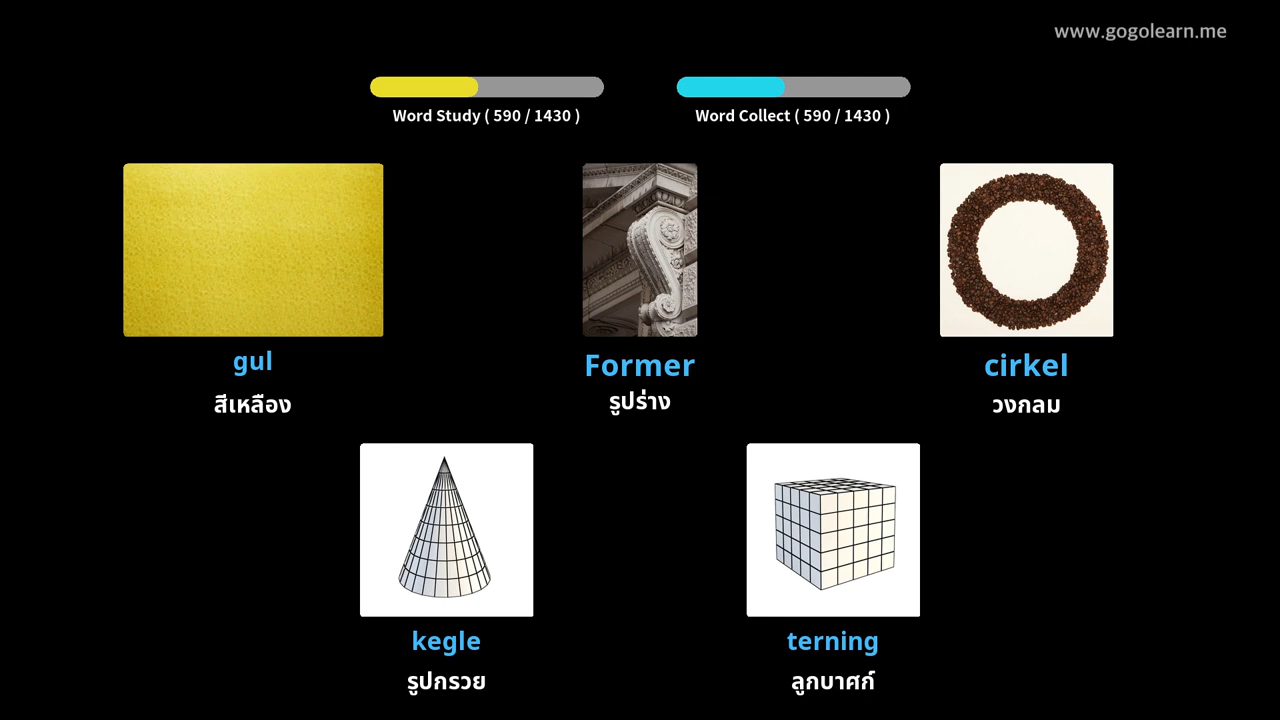 www.gogolearn.me
Word Study ( 590 / 1430 )
Word Collect ( 590 / 1430 )
gul
สีเหลือง
Former
รูปร่าง
cirkel
วงกลม
kegle
รูปกรวย
terning
ลูกบาศก์